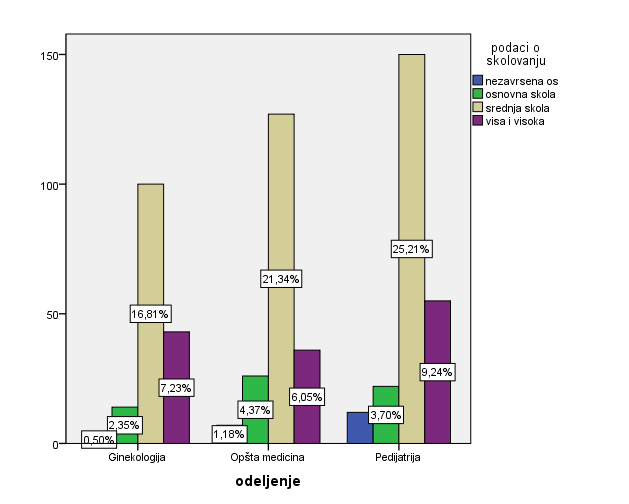 podaci o
skolovanju
nezavrsena os
osnovna skola
srednja skola
visa i visoka
150
100
50
0
25,21%
21,34%
16,81%
9,24%
7,23%
6,05%
4,37%
3,70%
2,35%
1,18%
0,50%
Ginekologija
Opšta medicina
Pedijatrija
odeljenje